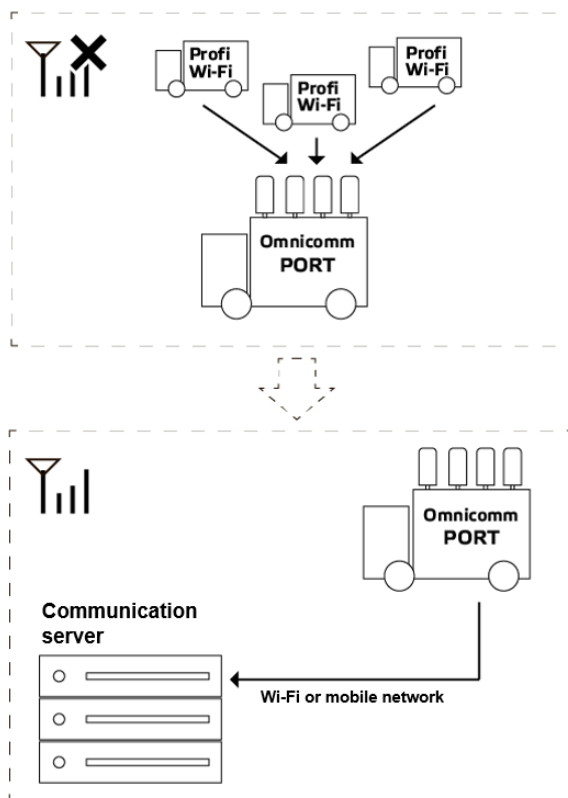 Profi
Wi-Fi
Profi
Wi-Fi
Profi
Wi-Fi
Omnicomm
PORT
Omnicomm
PORT
Communication
server
Wi-Fi or mobile network